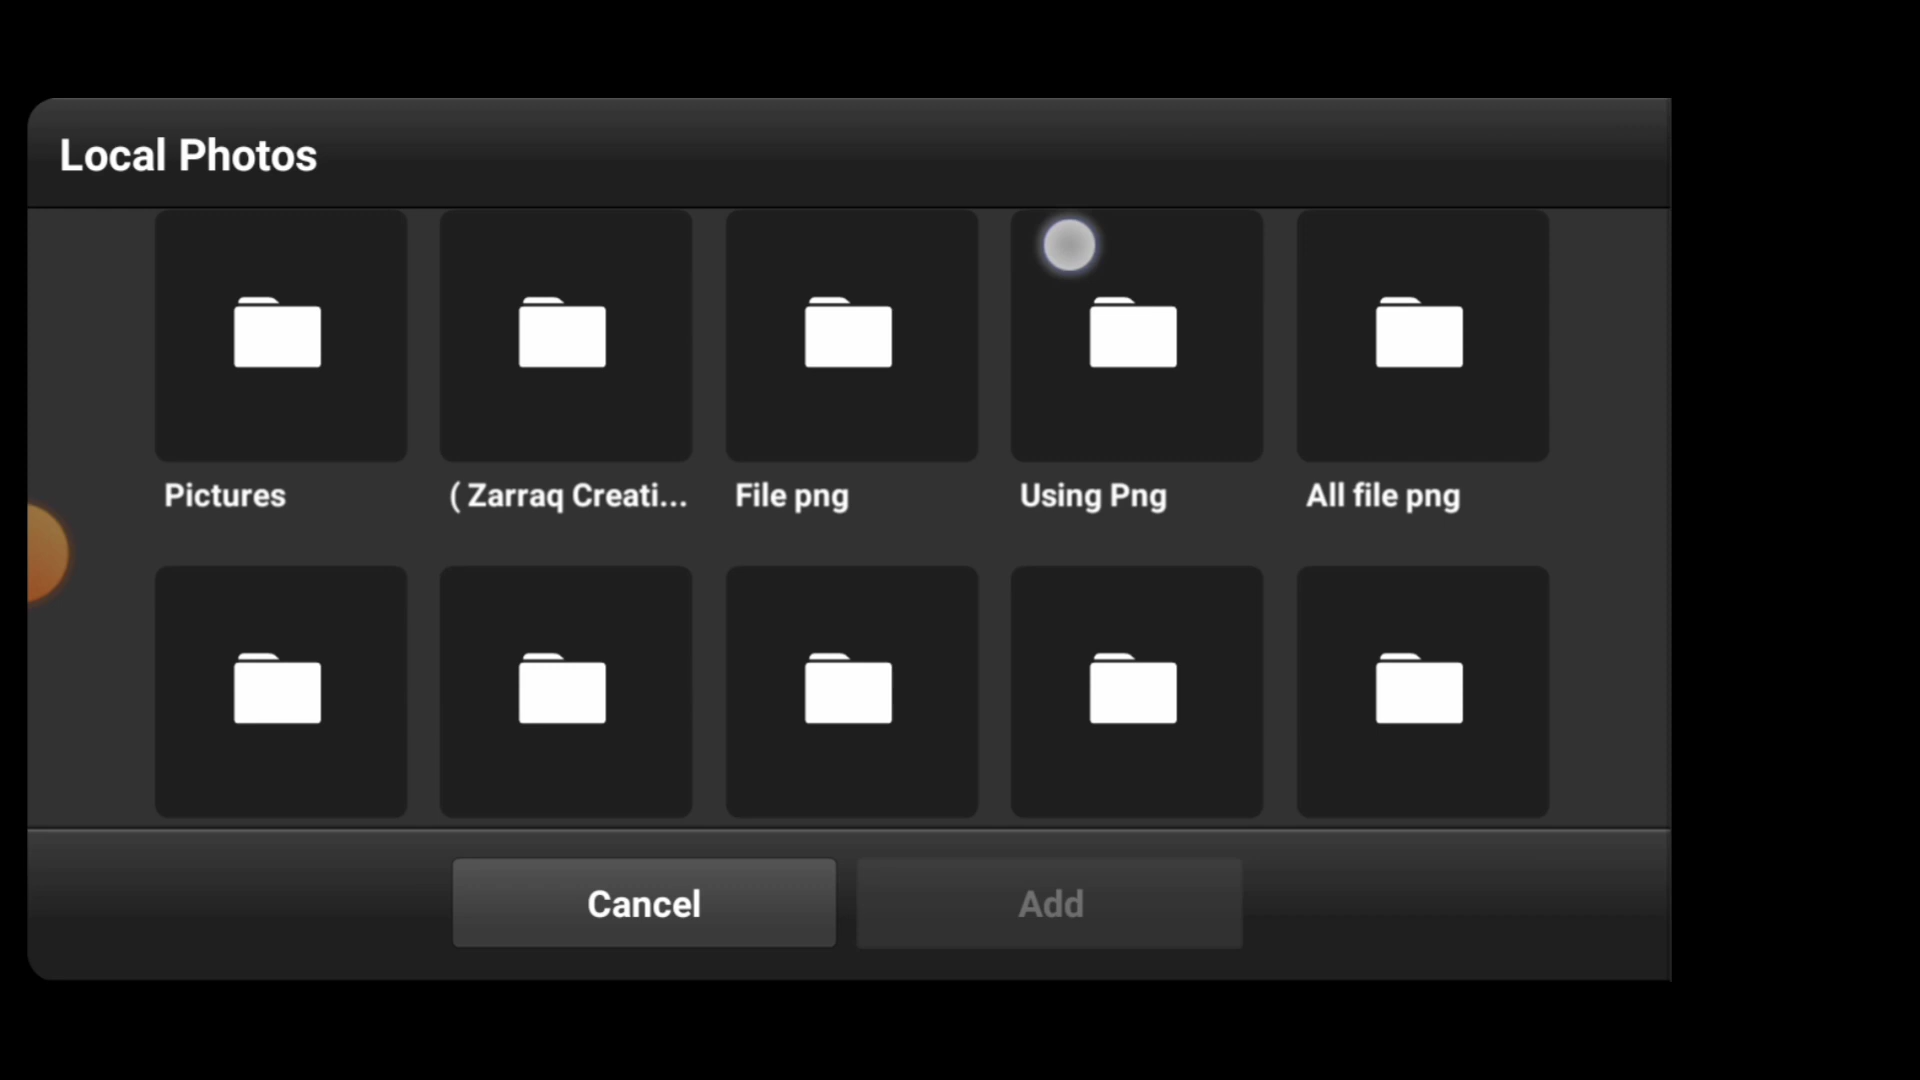 Local Photos
Pictures
( Zarraq Creati...
File png
Using Png
All file png
Cancel
Add